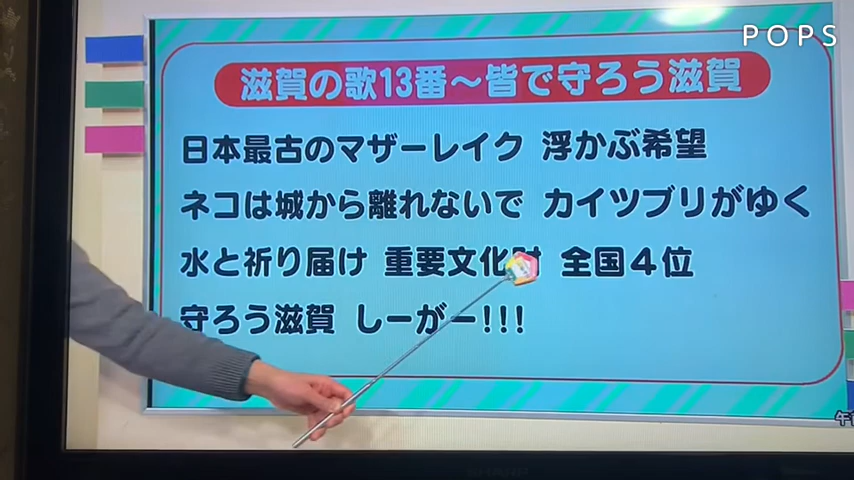 POPS
滋賀の歌13番～皆で守ろう滋賀
日本最古のマザーレイク 浮かぶ希望
ネコは城から離れないで カイツブリがゆく
水と祈り届け 重要文化財 全国4位
守ろう滋賀 しーがー!!!